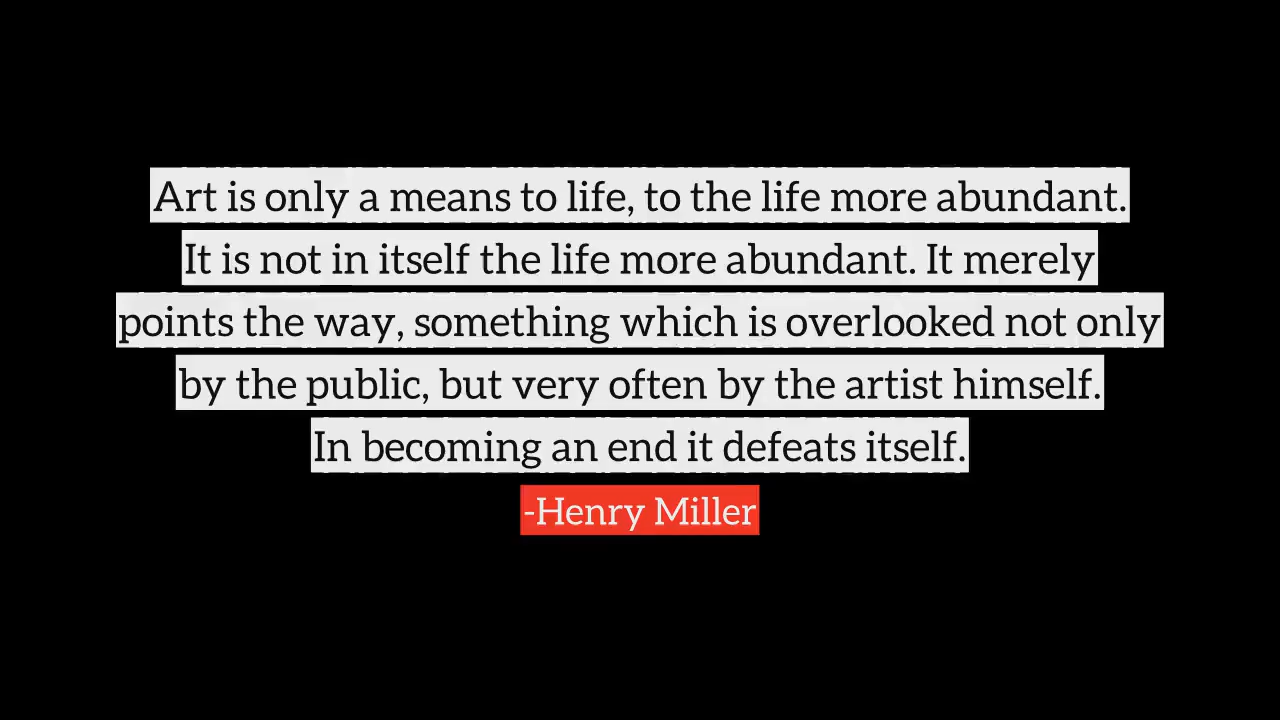 Art is only a means to life, to the life more abundant.
It is not in itself the life more abundant. It merely
points the way, something which is overlooked not only
by the public, but very often by the artist himself.
In becoming an end it defeats itself.
-Henry Miller